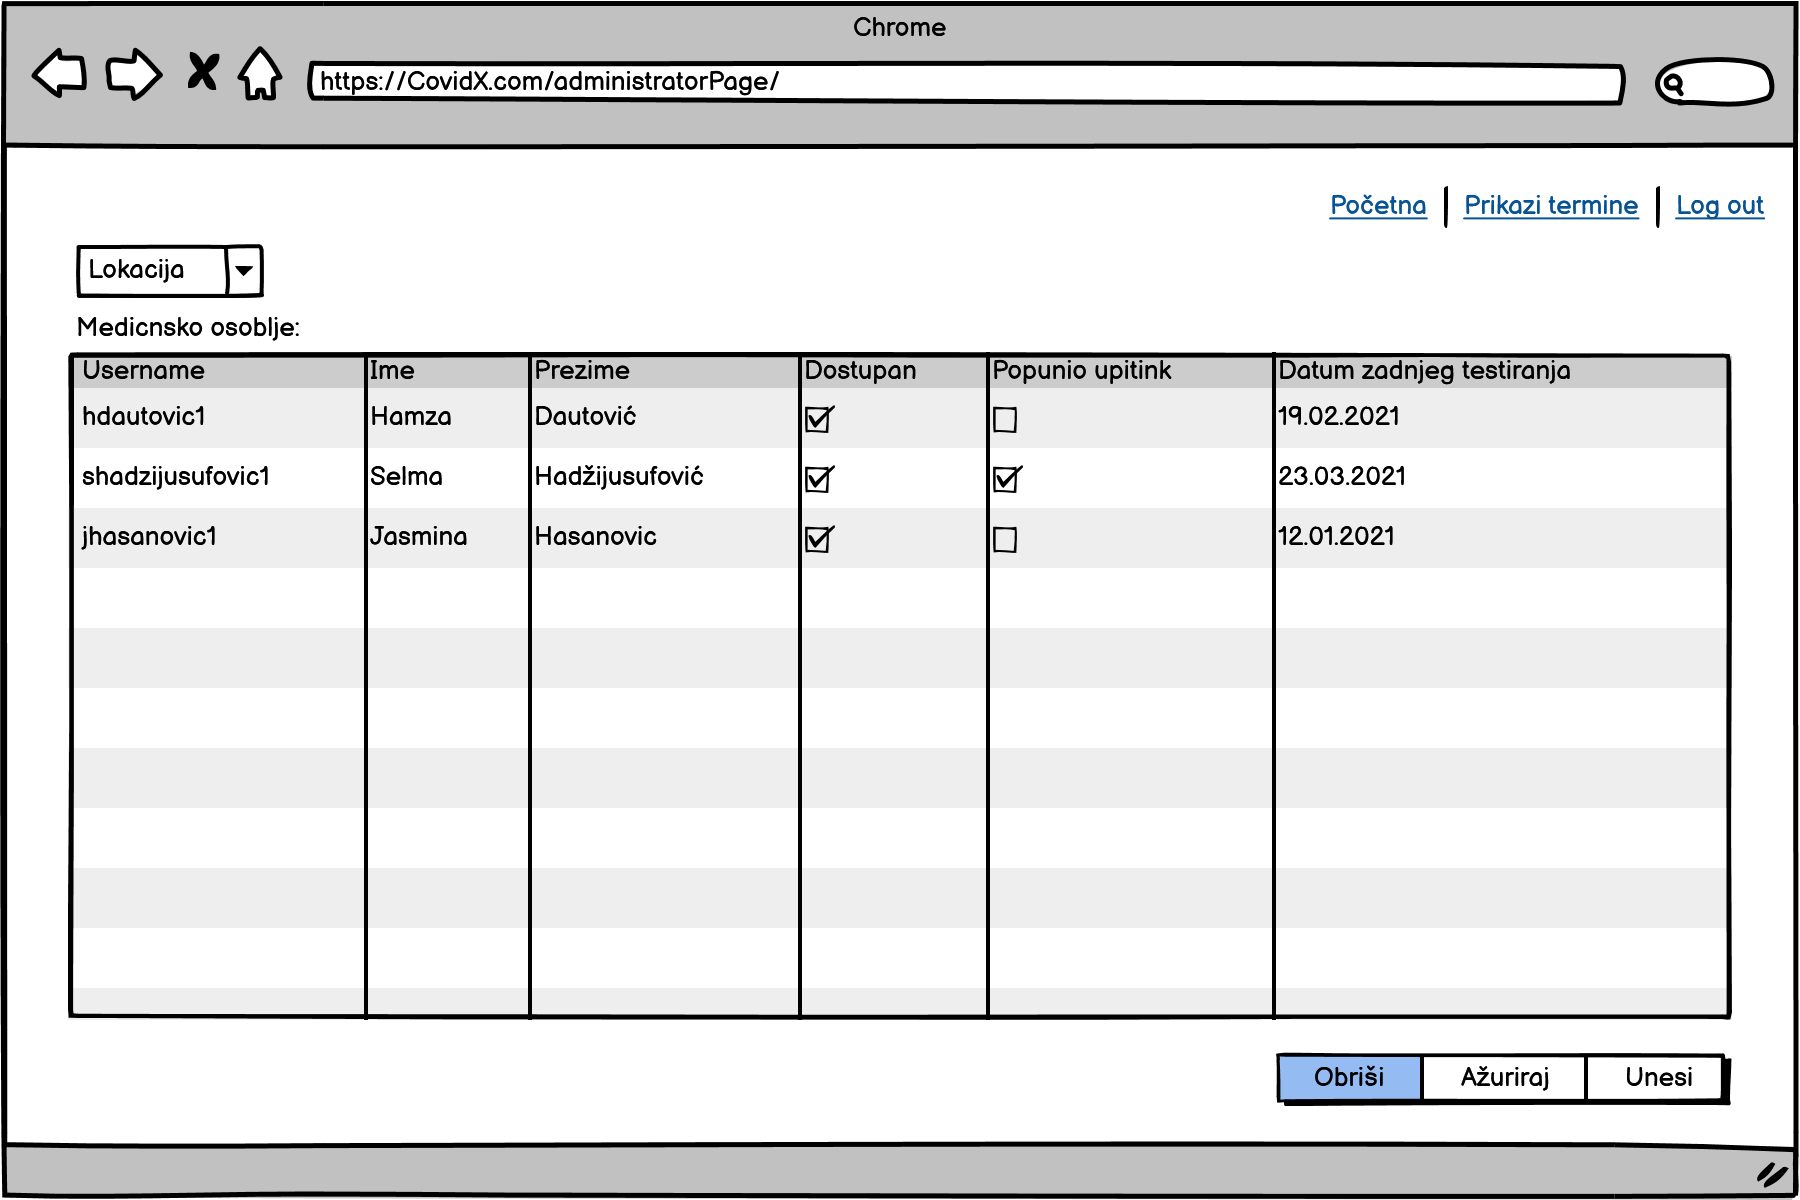 Chrome
https://CovidX.com/administratorPage/
Početna Prikazi termine Log out
Lokacija
Medicnsko osoblje:
Username Ime Prezime Dostupan Popunio upitink Datum zadnjeg testiranja
hdautovic1 Hamza Dautović 19.02.2021
shadzijusufovic1 Selma Hadžijusufović 23.03.2021
jhasanovic1 Jasmina Hasanovic 12.01.2021
Obriši Ažuriraj Unesi